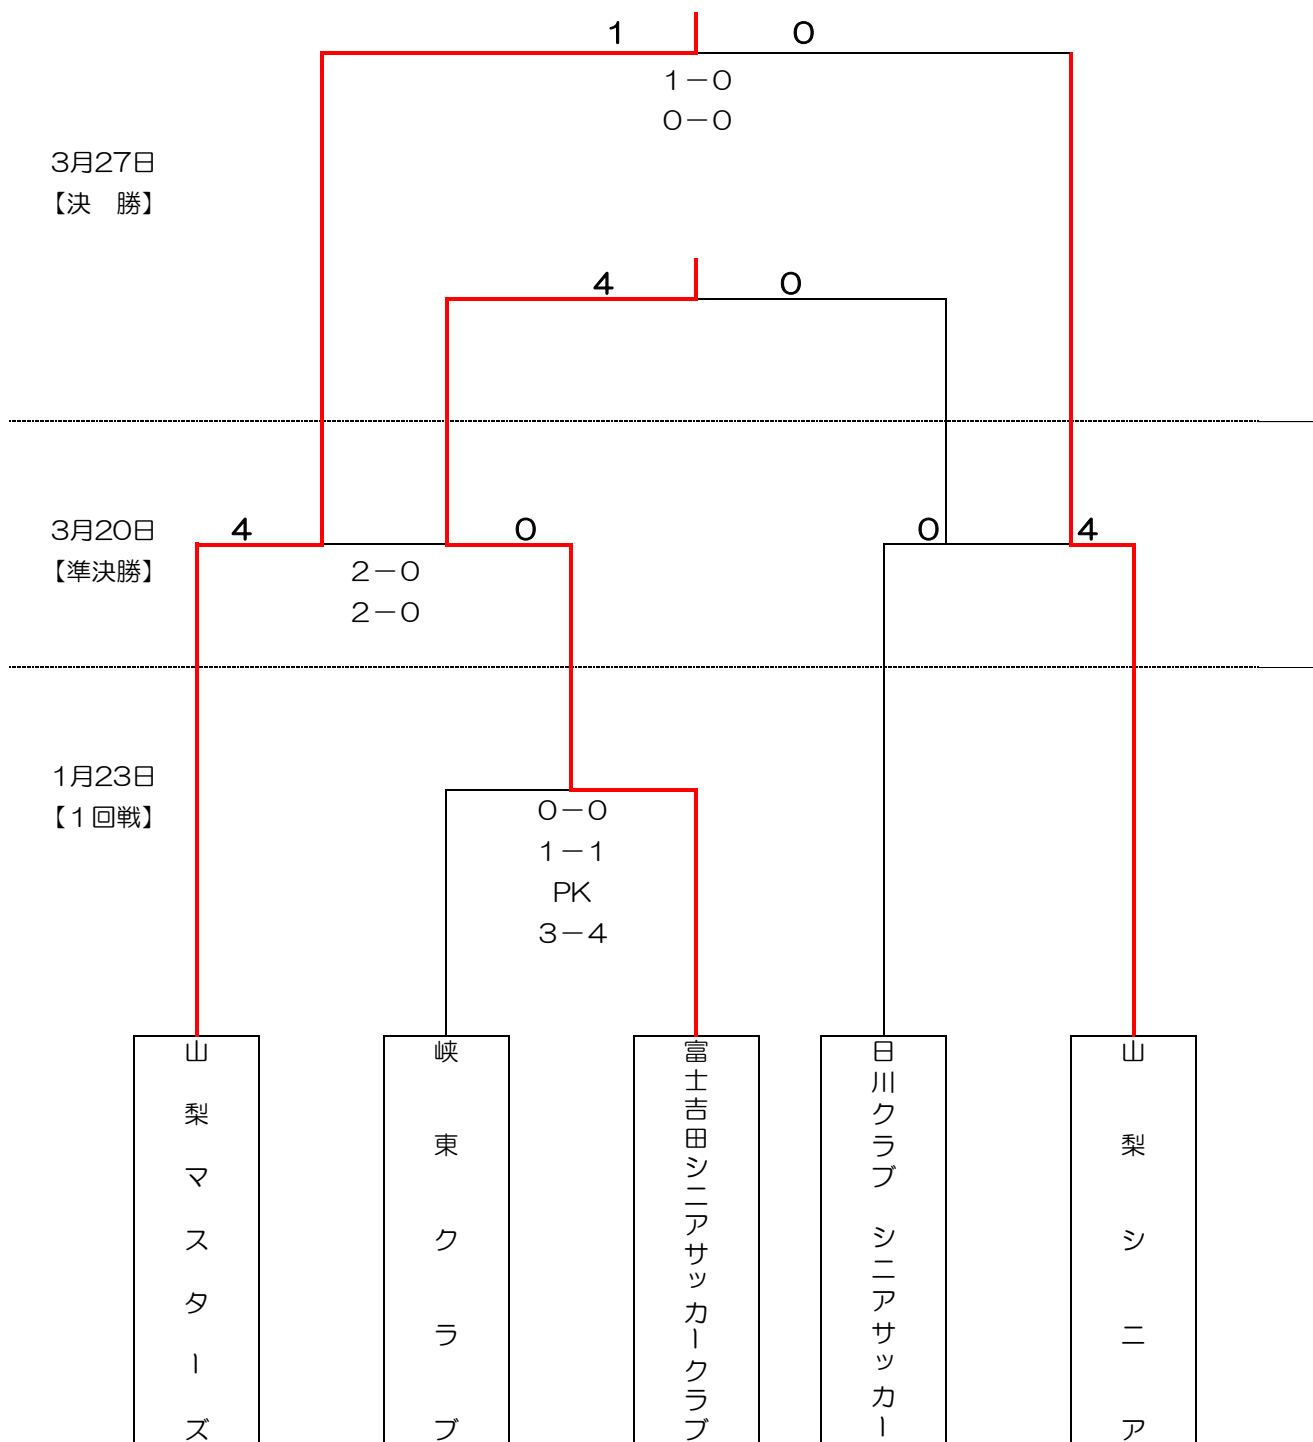 １ ０
１－０
０－０
３月２７日
【決　勝】
４ ０
３月２０日
【準決勝】
４ ０ ０ ４
２－０
２－０
１月２３日
【１回戦】
０－０
１－１
PK
３－４
山梨マスターズ
峡東クラブ
富士吉田シニアサッカークラブ
日川クラブ　シニアサッカー
山梨シニア